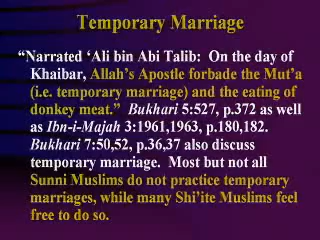 Temporary Marriage
“Narrated ‘Ali bin Abi Talib:  On the day of
Khaibar, Allah’s Apostle forbade the Mut’a
(i.e. temporary marriage) and the eating of
donkey meat.”  Bukhari 5:527, p.372 as well
as Ibn-i-Majah 3:1961,1963, p.180,182.
Bukhari 7:50,52, p.36,37 also discuss
temporary marriage.  Most but not all
Sunni Muslims do not practice temporary
marriages, while many Shi’ite Muslims feel
free to do so.